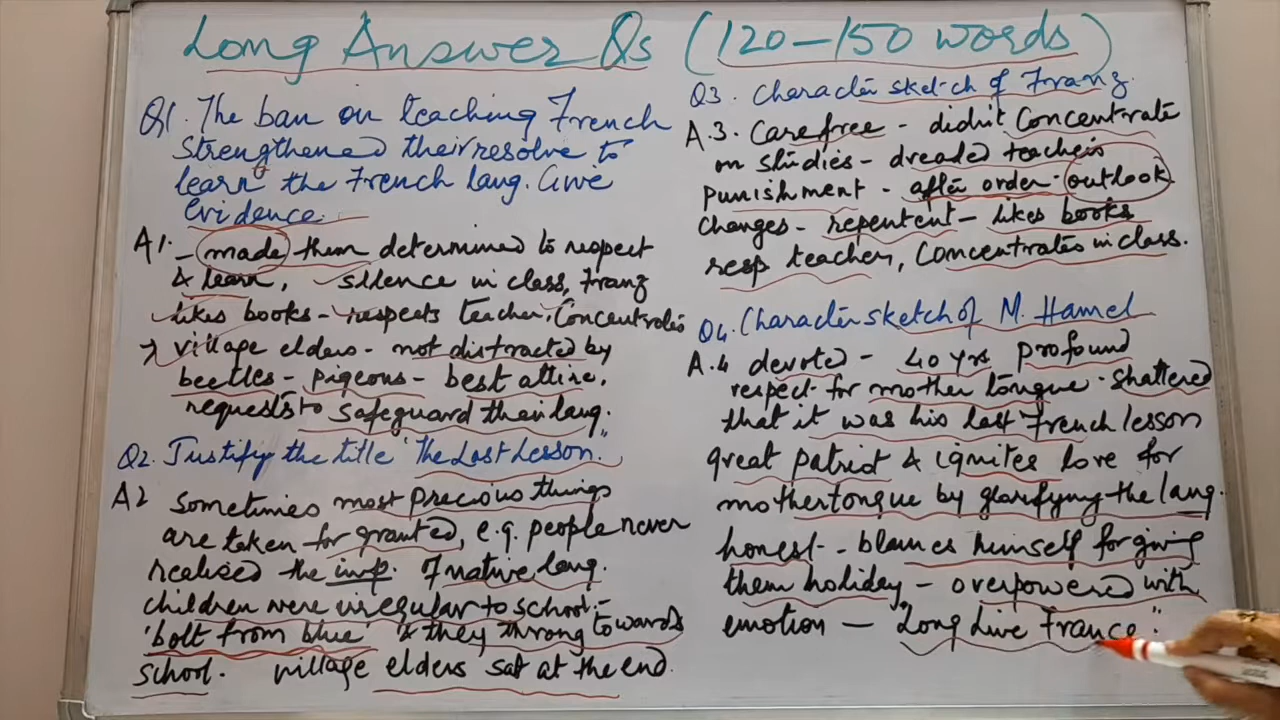 Long Answer Qs (120-150 words)
Q1. The ban on teaching French
strengthened their resolve to
learn the French lang. Give
evidence.
A1. - made them determined to respect
& learn, silence in class, Franz
likes books - respects teacher, Concentrates
village elders - not distracted by
beetles - pigeons - best attire.
requests to safeguard their lang.
Q2. Justify the title "The Last Lesson."
A2 Sometimes most precious things
are taken for granted, e.g. people never
realised the imp. of native lang.
children were irregular to school -
'bolt from blue' & they throng towards
school. village elders sat at the end.
Q3. Character sketch of Franz.
A.3. Carefree - didn't Concentrate
on studies - dreaded teacher's
punishment - after order - outlook
changes - repentent - likes books
resp teacher, Concentrates in class.
Q4. Character sketch of M. Hamel
A.4 devote - 40 yrs profound
respect for mother tongue - shattered
that it was his last French lesson
great patriot & ignites love for
mothertongue by glorifying the lang.
honest - blames himself for giving
them holiday - overpowered with
emotion - "Long Live France".